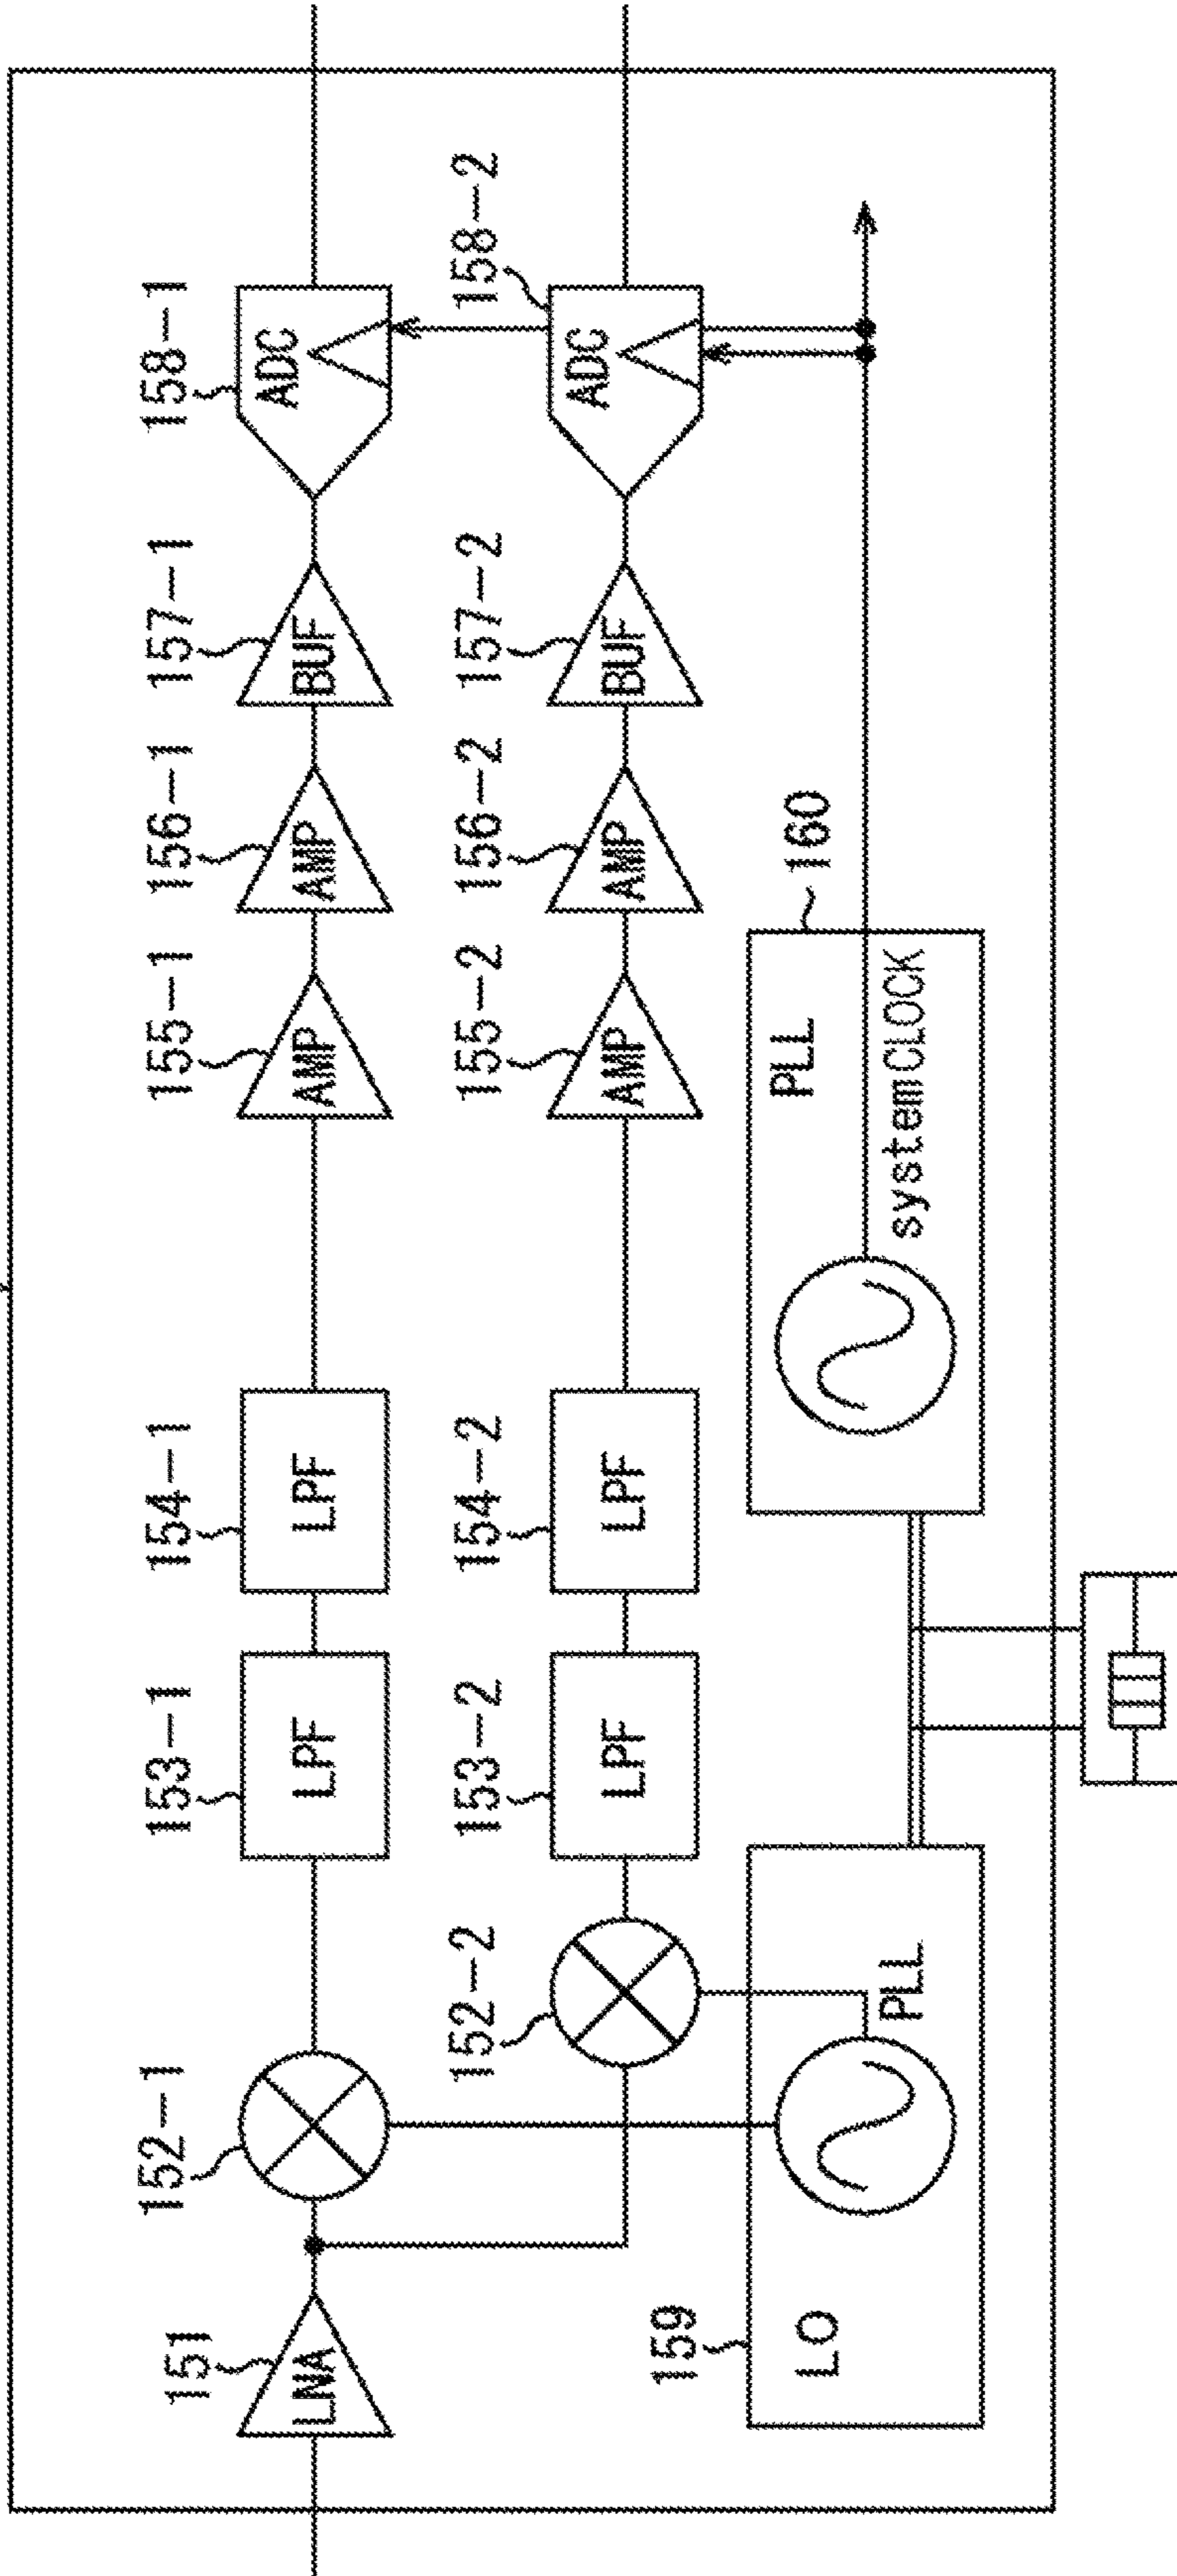 151
LNA
152-1
153-1
LPF
154-1
LPF
155-1
AMP
156-1
AMP
157-1
BUF
158-1
ADC
152-2
153-2
LPF
154-2
LPF
155-2
AMP
156-2
AMP
157-2
BUF
158-2
ADC
159
LO
PLL
160
PLL
systemCLOCK